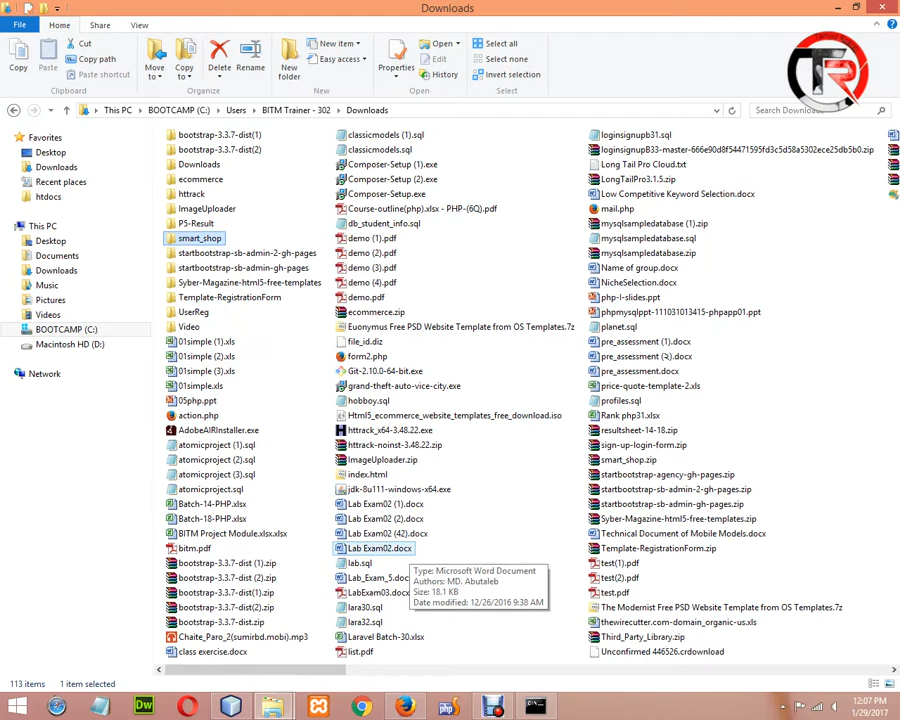 Downloads
File
Home
Share
View
Copy
Paste
Cut
Copy path
Paste shortcut
Clipboard
Move to
Copy to
Delete
Rename
Organize
New folder
New item
Easy access
New
Properties
Open
Edit
History
Open
Select all
Select none
Invert selection
Select
TR
This PC
BOOTCAMP (C:)
Users
BITM Trainer - 302
Downloads
Search Downloads
Favorites
Desktop
Downloads
Recent places
htdocs
This PC
Desktop
Documents
Downloads
Music
Pictures
Videos
BOOTCAMP (C:)
Macintosh HD (D:)
Network
bootstrap-3.3.7-dist(1)
bootstrap-3.3.7-dist(2)
Downloads
ecommerce
httrack
ImageUploader
P5-Result
smart_shop
startbootstrap-sb-admin-2-gh-pages
startbootstrap-sb-admin-gh-pages
Syber-Magazine-html5-free-templates
Template-RegistrationForm
UserReg
Video
01simple (1).xls
01simple (2).xls
01simple (3).xls
01simple.xls
05php.ppt
action.php
AdobeAIRInstaller.exe
atomicproject (1).sql
atomicproject (2).sql
atomicproject (3).sql
atomicproject.sql
Batch-14-PHP.xlsx
Batch-18-PHP.xlsx
BITM Project Module.xlsx.xlsx
bitm.pdf
bootstrap-3.3.7-dist (1).zip
bootstrap-3.3.7-dist (2).zip
bootstrap-3.3.7-dist(1).zip
bootstrap-3.3.7-dist(2).zip
bootstrap-3.3.7-dist.zip
Chaite_Paro_2(sumirbd.mobi).mp3
class exercise.docx
classicmodels (1).sql
classicmodels.sql
Composer-Setup (1).exe
Composer-Setup (2).exe
Composer-Setup.exe
Course-outline(php).xlsx - PHP-(6Q).pdf
db_student_info.sql
demo (1).pdf
demo (2).pdf
demo (3).pdf
demo (4).pdf
demo.pdf
ecommerce.zip
Euonymus Free PSD Website Template from OS Templates.7z
file_id.diz
form2.php
Git-2.10.0-64-bit.exe
grand-theft-auto-vice-city.exe
hobboy.sql
Html5_ecommerce_website_templates_free_download.iso
httrack_x64-3.48.22.exe
httrack-noinst-3.48.22.zip
ImageUploader.zip
index.html
jdk-8u111-windows-x64.exe
Lab Exam02 (1).docx
Lab Exam02 (2).docx
Lab Exam02 (42).docx
Lab Exam02.docx
lab.sql
Lab_Exam_5.doc
LabExam03.docx
lara30.sql
lara32.sql
Laravel Batch-30.xlsx
list.pdf
Type: Microsoft Word Document
Authors: MD. Abutaleb
Size: 18.1 KB
Date modified: 12/26/2016 9:38 AM
loginsignupb31.sql
loginsignupB33-master-666e90d8f54471595fd3c5d58a5302ece25db5b0.zip
Long Tail Pro Cloud.txt
LongTailPro3.1.5.zip
Low Competitive Keyword Selection.docx
mail.php
mysqlsampledatabase (1).zip
mysqlsampledatabase.sql
mysqlsampledatabase.zip
Name of group.docx
NicheSelection.docx
php-l-slides.ppt
phpmysqlppt-111031013415-phpapp01.ppt
planet.sql
pre_assessment (1).docx
pre_assessment (2).docx
pre_assessment.docx
price-quote-template-2.xls
profiles.sql
Rank php31.xlsx
resultsheet-14-18.zip
sign-up-login-form.zip
smart_shop.zip
startbootstrap-agency-gh-pages.zip
startbootstrap-sb-admin-2-gh-pages.zip
startbootstrap-sb-admin-gh-pages.zip
Syber-Magazine-html5-free-templates.zip
Technical Document of Mobile Models.docx
Template-RegistrationForm.zip
test(1).pdf
test(2).pdf
test.pdf
The Modernist Free PSD Website Template from OS Templates.7z
thewirecutter.com-domain_organic-us.xls
Third_Party_Library.zip
Unconfirmed 446526.crdownload
113 items
1 item selected
Dw
12:07 PM
1/29/2017